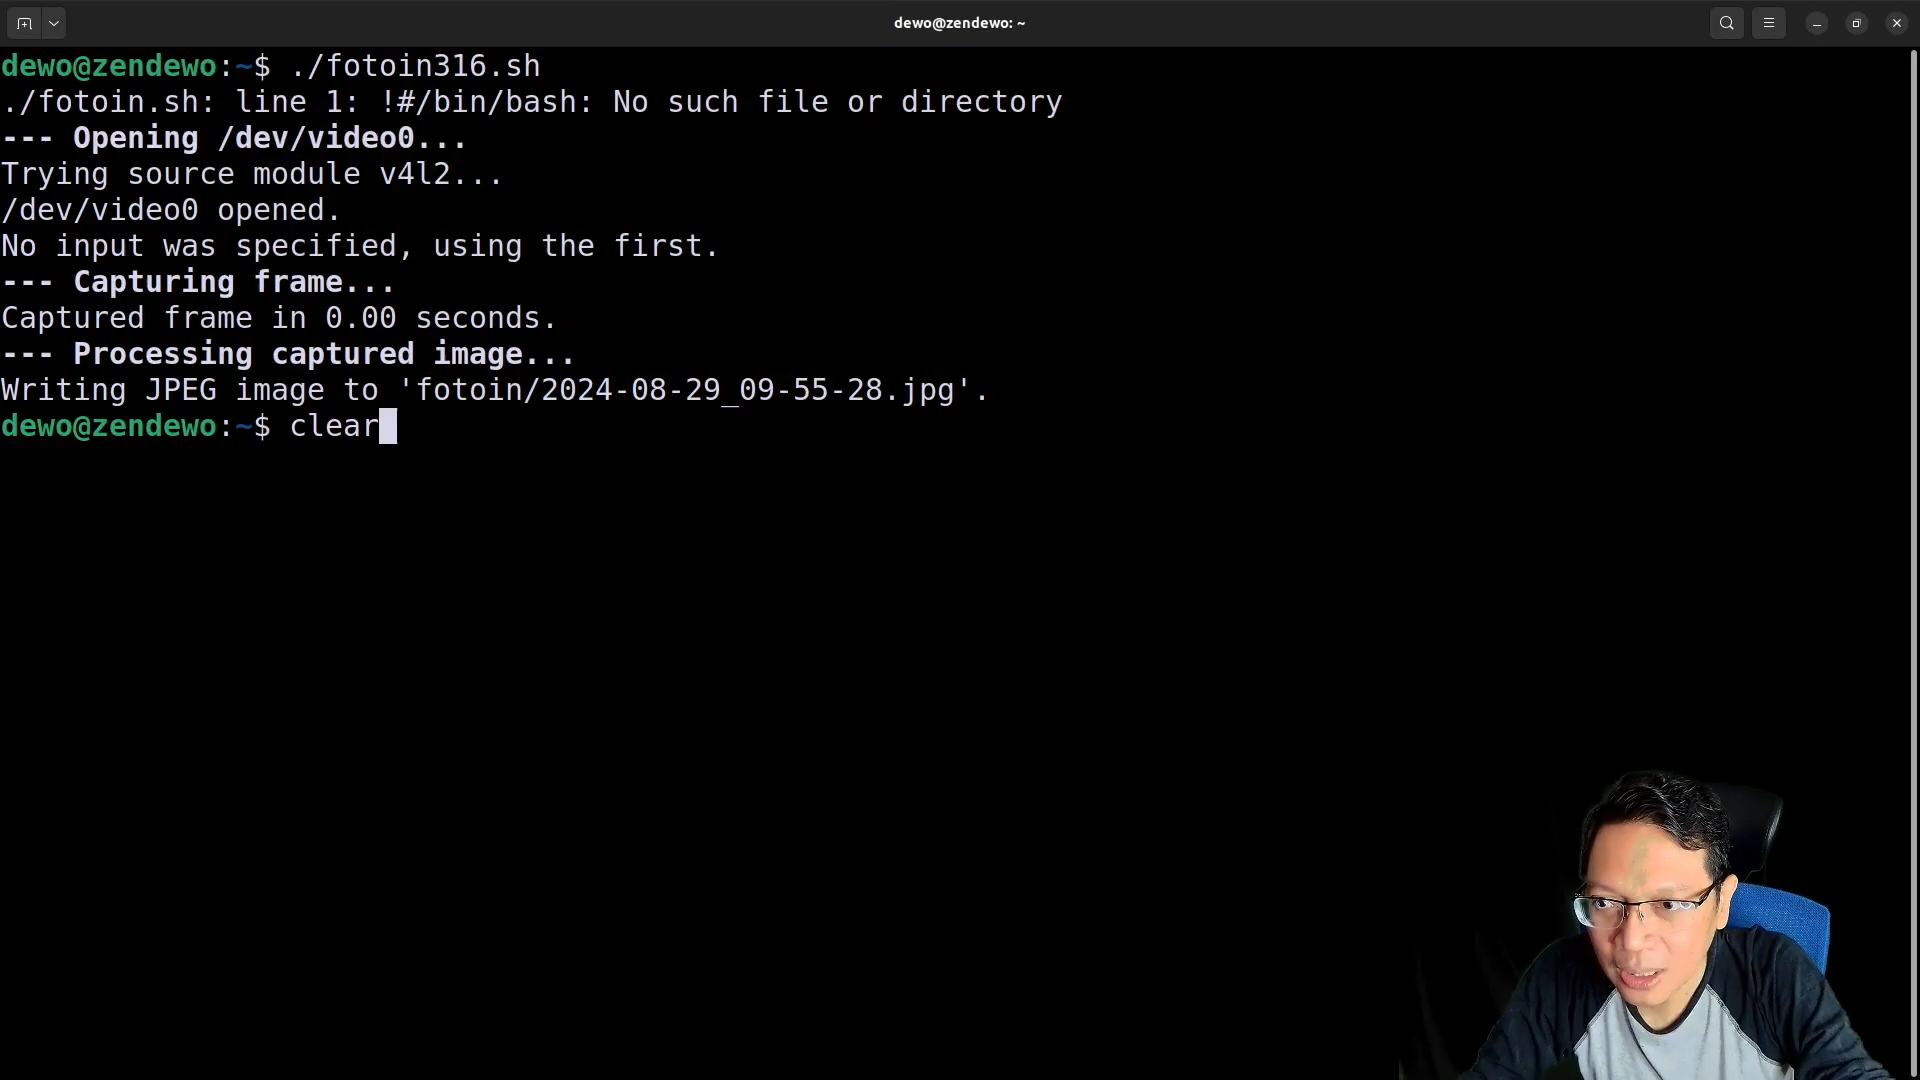 dewo@zendewo: ~
dewo@zendewo:~$ ./fotoin316.sh
./fotoin.sh: line 1: !#/bin/bash: No such file or directory
--- Opening /dev/video0...
Trying source module v4l2...
/dev/video0 opened.
No input was specified, using the first.
--- Capturing frame...
Captured frame in 0.00 seconds.
--- Processing captured image...
Writing JPEG image to 'fotoin/2024-08-29_09-55-28.jpg'.
dewo@zendewo:~$ clear